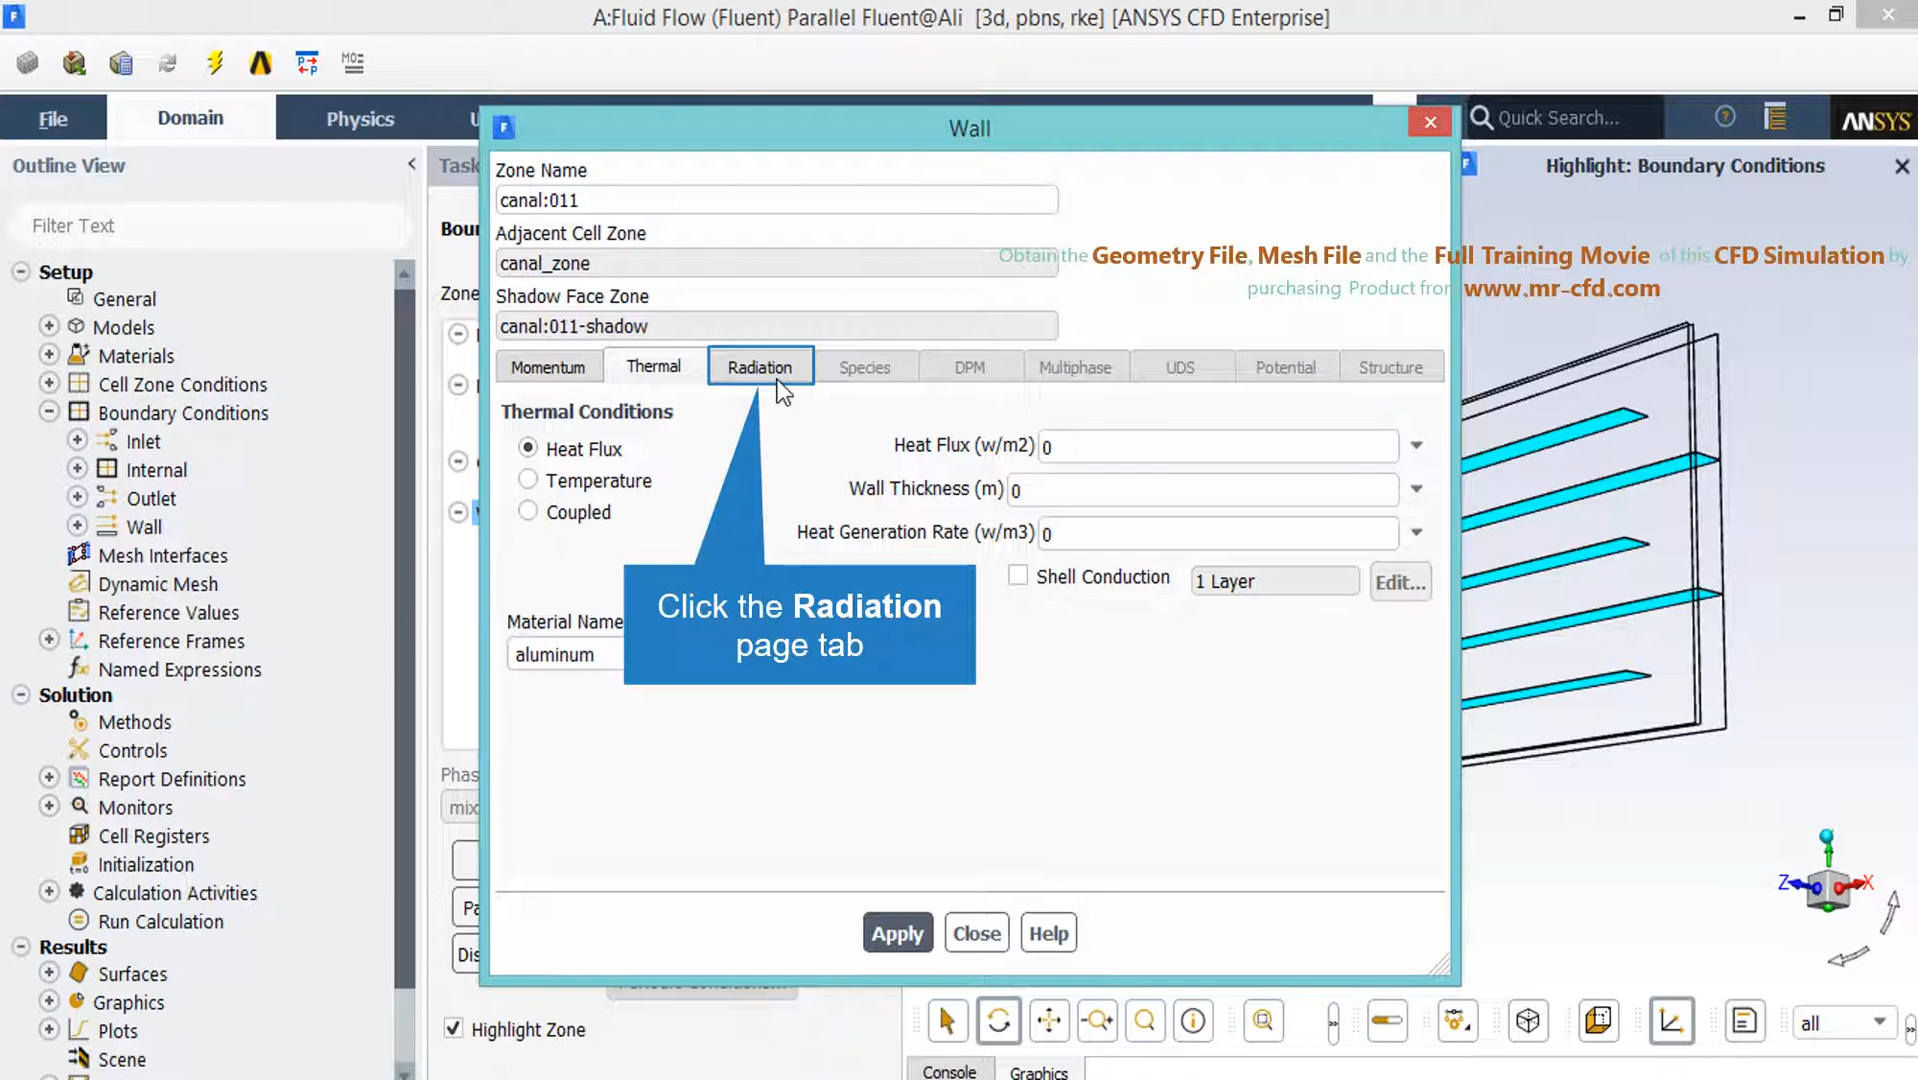 A:Fluid Flow (Fluent) Parallel Fluent@Ali [3d, pbns, rke] [ANSYS CFD Enterprise]
File
Domain
Physics
U
Quick Search...
ANSYS
Outline View
Task
Wall
Highlight: Boundary Conditions
Filter Text
Setup
General
Models
Materials
Cell Zone Conditions
Boundary Conditions
Inlet
Internal
Outlet
Wall
Mesh Interfaces
Dynamic Mesh
Reference Values
Reference Frames
Named Expressions
Solution
Methods
Controls
Report Definitions
Monitors
Cell Registers
Initialization
Calculation Activities
Run Calculation
Results
Surfaces
Graphics
Plots
Scene
Boun
Zone
Phas
mix
Pa
Dis
Highlight Zone
Zone Name
canal:011
Adjacent Cell Zone
canal_zone
Shadow Face Zone
canal:011-shadow
Obtain the Geometry File, Mesh File and the Full Training Movie of this CFD Simulation by
purchasing Product from www.mr-cfd.com
Momentum Thermal Radiation Species DPM Multiphase UDS Potential Structure
Thermal Conditions
Heat Flux
Temperature
Coupled
Heat Flux (w/m2) 0
Wall Thickness (m) 0
Heat Generation Rate (w/m3) 0
Shell Conduction 1 Layer Edit...
Material Name
aluminum
Click the Radiation
page tab
Apply Close Help
Z
X
all
Console Graphics